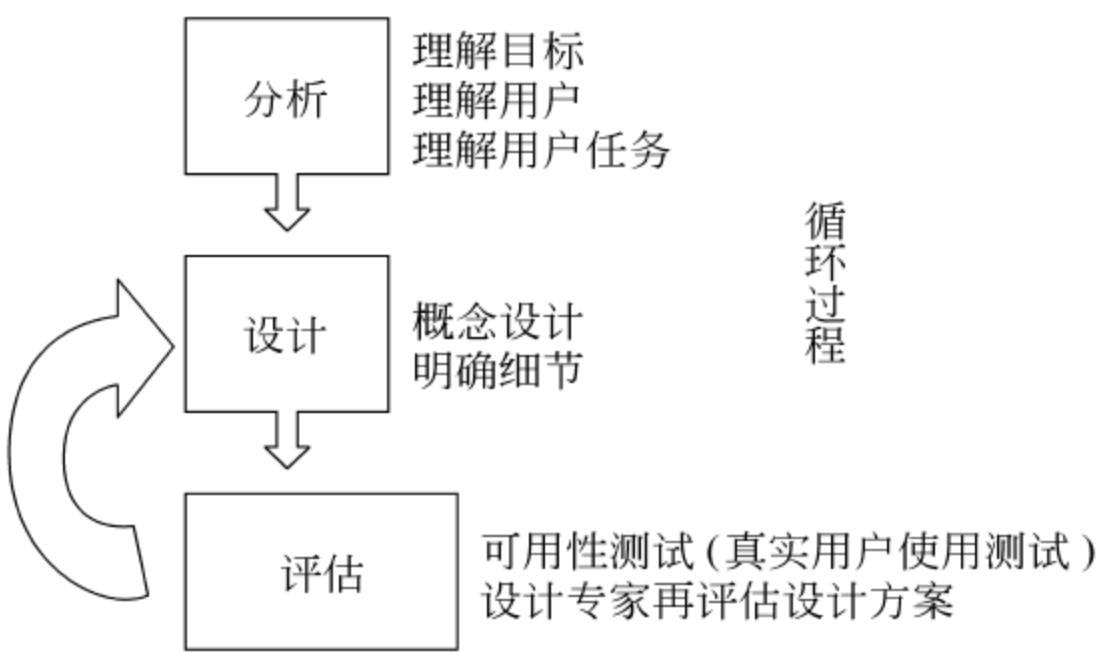 分析
理解目标
理解用户
理解用户任务
循环过程
设计
概念设计
明确细节
评估
可用性测试(真实用户使用测试)
设计专家再评估设计方案